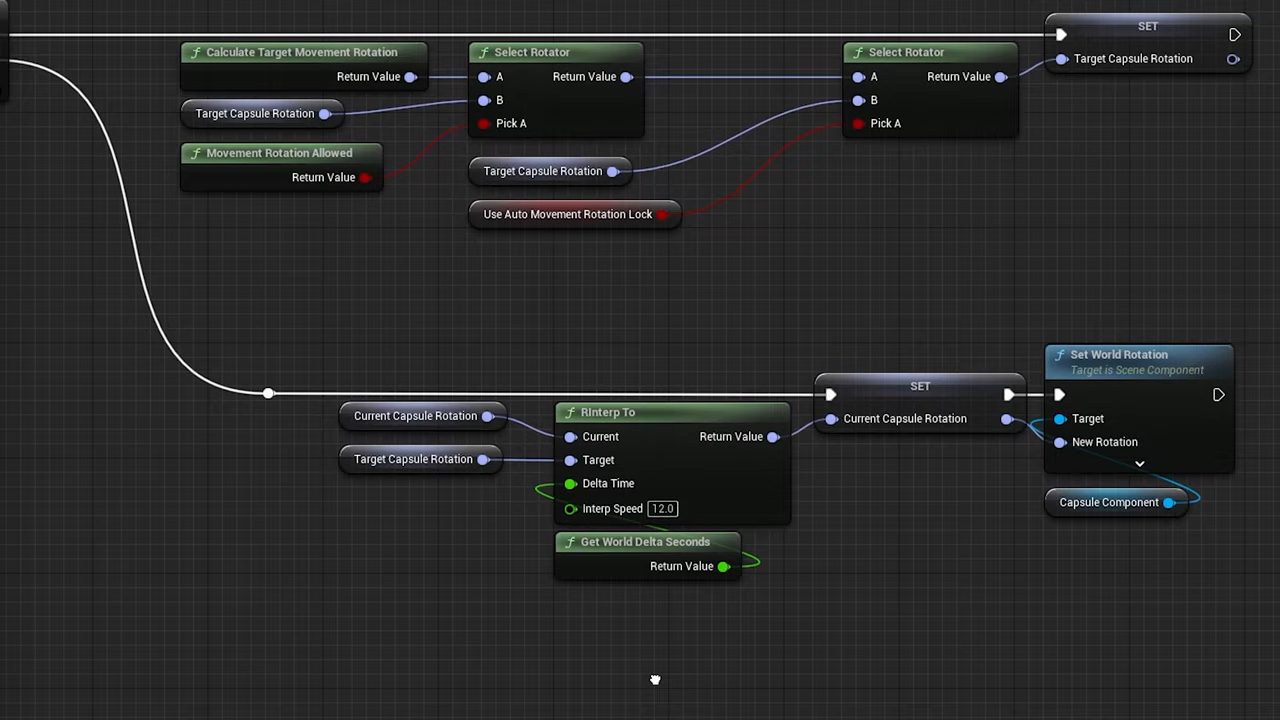 SET
Target Capsule Rotation
Calculate Target Movement Rotation
Return Value
Target Capsule Rotation
Movement Rotation Allowed
Return Value
Select Rotator
A Return Value
B
Pick A
Target Capsule Rotation
Use Auto Movement Rotation Lock
Select Rotator
A Return Value
B
Pick A
Current Capsule Rotation
Target Capsule Rotation
RInterp To
Current Return Value
Target
Delta Time
Interp Speed 12.0
Get World Delta Seconds
Return Value
SET
Current Capsule Rotation
Set World Rotation
Target is Scene Component
Target
New Rotation
Capsule Component